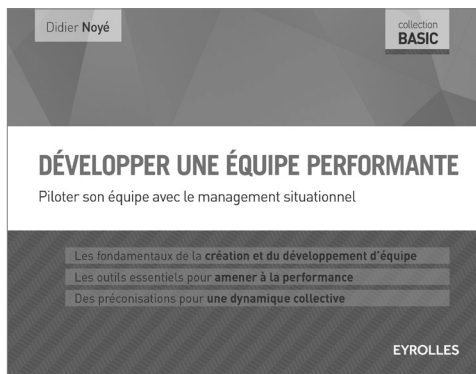 Didier Noyé
collection
BASIC
DÉVELOPPER UNE ÉQUIPE PERFORMANTE
Piloter son équipe avec le management situationnel
Les fondamentaux de la création et du développement d'équipe
Les outils essentiels pour amener à la performance
Des préconisations pour une dynamique collective
EYROLLES